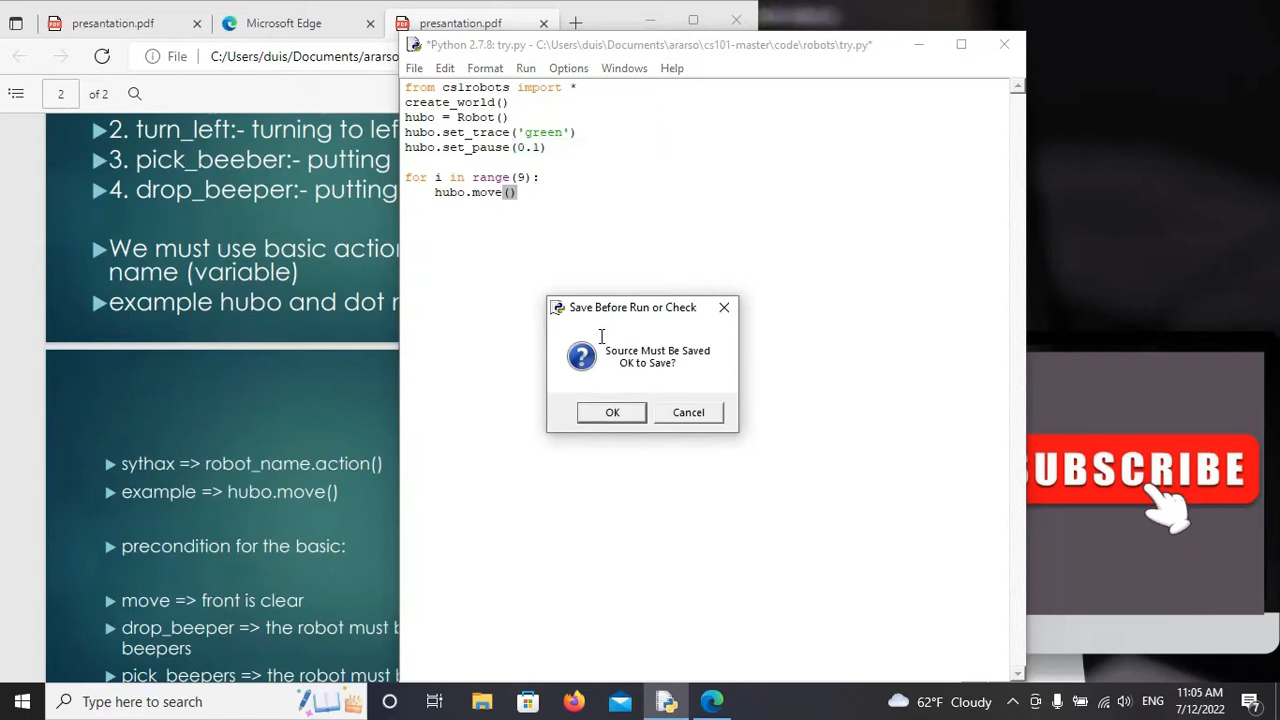 presantation.pdf
Microsoft Edge
presantation.pdf
File
C:/Users/duis/Documents/ararso
2
of 2
2. turn_left:- turning to lef
3. pick_beeber:- putting
4. drop_beeper:- putting
We must use basic action
name (variable)
example hubo and dot n
sythax => robot_name.action()
example => hubo.move()
precondition for the basic:
move => front is clear
drop_beeper => the robot must b
beepers
pick_beepers => the robot must b
*Python 2.7.8: try.py - C:\Users\duis\Documents\ararso\cs101-master\code\robots\try.py*
File Edit Format Run Options Windows Help
from cs1robots import *
create_world()
hubo = Robot()
hubo.set_trace('green')
hubo.set_pause(0.1)
for i in range(9):
hubo.move()
Save Before Run or Check
Source Must Be Saved
OK to Save?
OK
Cancel
SUBSCRIBE
Type here to search
62°F Cloudy
ENG
11:05 AM
7/12/2022
7